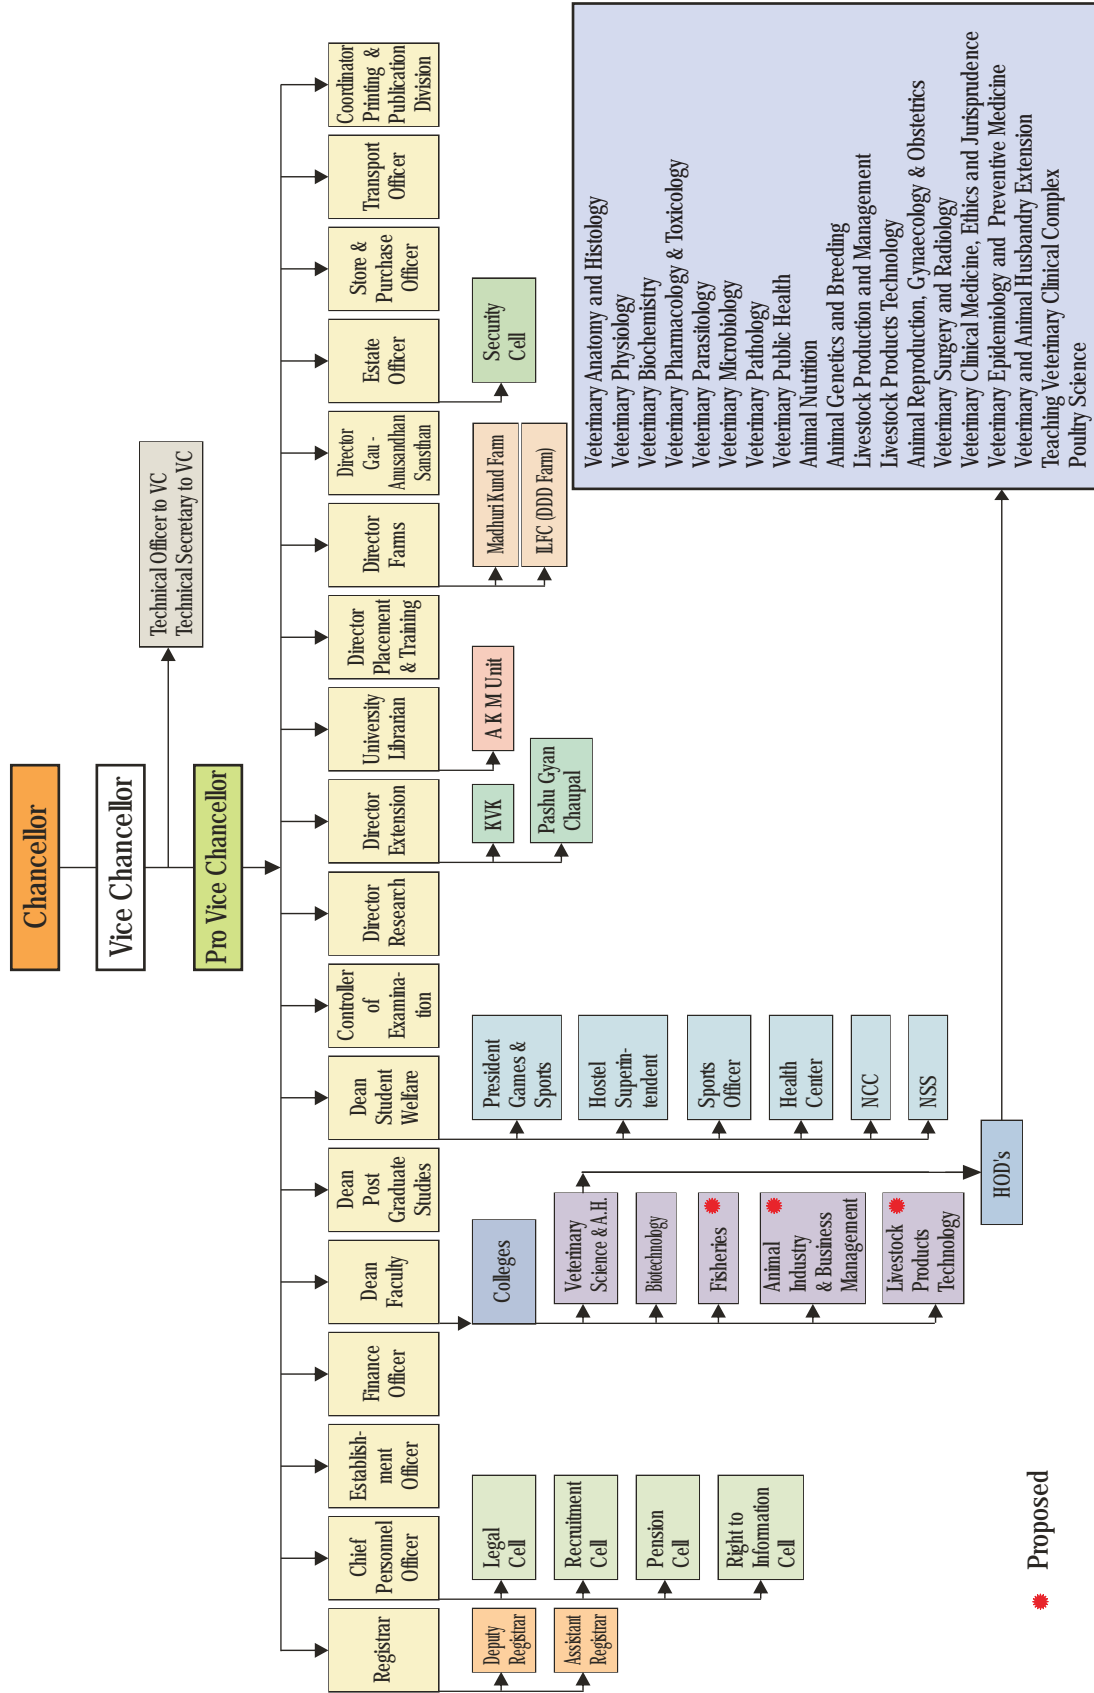 Chancellor
Vice Chancellor
Technical Officer to VC
Technical Secretary to VC
Pro Vice Chancellor
Registrar
Chief
Personnel
Officer
Establish-
ment
Officer
Finance
Officer
Dean
Faculty
Dean
Post
Graduate
Studies
Dean
Student
Welfare
Controller
of
Examina-
tion
Director
Research
Director
Extension
University
Librarian
Director
Placement
& Training
Director
Farms
Director
Gau -
Anusandhan
Sansthan
Estate
Officer
Store &
Purchase
Officer
Transport
Officer
Coordinator
Printing &
Publication
Division
Deputy
Registrar
Assistant
Registrar
Legal
Cell
Recruitment
Cell
Pension
Cell
Right to
Information
Cell
Colleges
Veterinary
Science & A.H.
Biotechnology
Fisheries
Animal
Industry
& Business
Management
Livestock
Products
Technology
President
Games &
Sports
Hostel
Superin-
tendent
Sports
Officer
Health
Center
NCC
NSS
KVK
Pashu Gyan
Chaupal
A K M Unit
Madhuri Kund Farm
ILFC (DDD Farm)
Security
Cell
HOD's
Veterinary Anatomy and Histology
Veterinary Physiology
Veterinary Biochemistry
Veterinary Pharmacology & Toxicology
Veterinary Parasitology
Veterinary Microbiology
Veterinary Pathology
Veterinary Public Health
Animal Nutrition
Animal Genetics and Breeding
Livestock Production and Management
Livestock Products Technology
Animal Reproduction, Gynaecology & Obstetrics
Veterinary Surgery and Radiology
Veterinary Clinical Medicine, Ethics and Jurisprudence
Veterinary Epidemiology and Preventive Medicine
Veterinary and Animal Husbandry Extension
Teaching Veterinary Clinical Complex
Poultry Science
Proposed